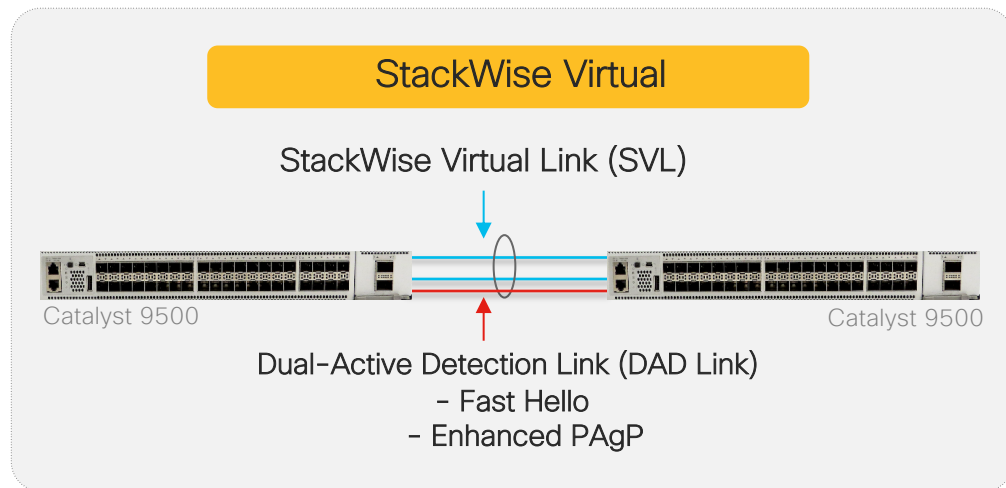 StackWise Virtual
StackWise Virtual Link (SVL)
Catalyst 9500
Catalyst 9500
Dual-Active Detection Link (DAD Link)
- Fast Hello
- Enhanced PAgP